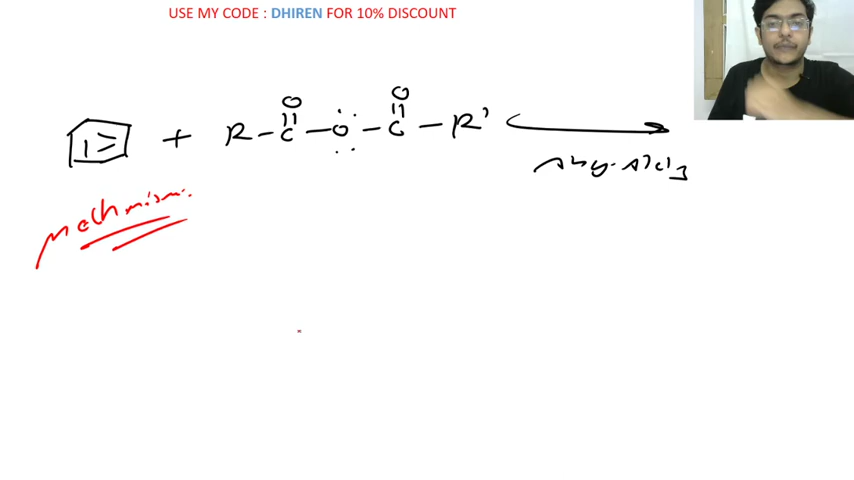 USE MY CODE : DHIREN FOR 10% DISCOUNT
O O
+ R-C-O-C-R'
Anhy. AlCl3
mechanism.